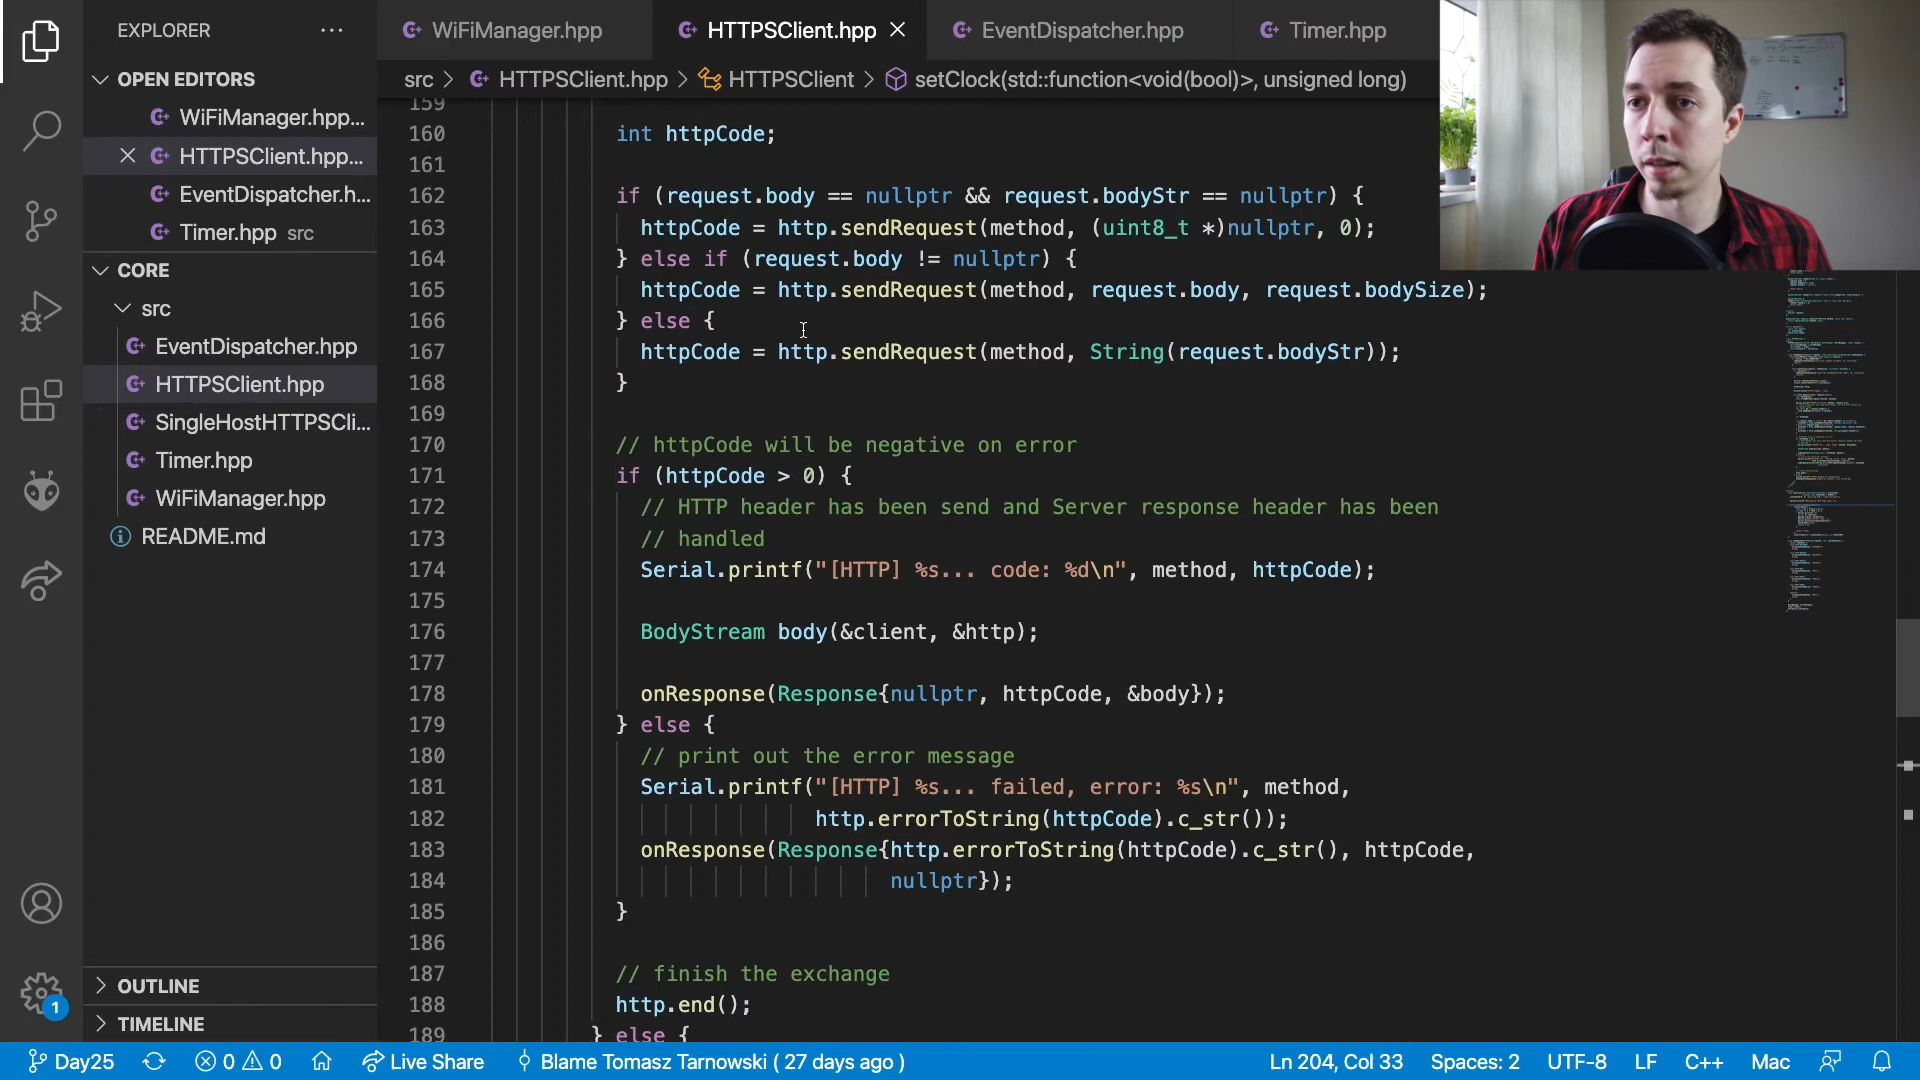 EXPLORER
OPEN EDITORS
WiFiManager.hpp...
HTTPSClient.hpp...
EventDispatcher.h...
Timer.hpp src
CORE
src
EventDispatcher.hpp
HTTPSClient.hpp
SingleHostHTTPSCli...
Timer.hpp
WiFiManager.hpp
README.md
OUTLINE
TIMELINE
WiFiManager.hpp
HTTPSClient.hpp
EventDispatcher.hpp
Timer.hpp
src > HTTPSClient.hpp > HTTPSClient > setClock(std::function<void(bool)>, unsigned long)
159
160 int httpCode;
161
162 if (request.body == nullptr && request.bodyStr == nullptr) {
163 httpCode = http.sendRequest(method, (uint8_t *)nullptr, 0);
164 } else if (request.body != nullptr) {
165 httpCode = http.sendRequest(method, request.body, request.bodySize);
166 } else {
167 httpCode = http.sendRequest(method, String(request.bodyStr));
168 }
169
170 // httpCode will be negative on error
171 if (httpCode > 0) {
172 // HTTP header has been send and Server response header has been
173 // handled
174 Serial.printf("[HTTP] %s... code: %d\n", method, httpCode);
175
176 BodyStream body(&client, &http);
177
178 onResponse(Response{nullptr, httpCode, &body});
179 } else {
180 // print out the error message
181 Serial.printf("[HTTP] %s... failed, error: %s\n", method,
182 http.errorToString(httpCode).c_str());
183 onResponse(Response{http.errorToString(httpCode).c_str(), httpCode,
184 nullptr});
185 }
186
187 // finish the exchange
188 http.end();
189 } else {
1
Day25
0 0
Live Share
Blame Tomasz Tarnowski ( 27 days ago )
Ln 204, Col 33
Spaces: 2
UTF-8
LF
C++
Mac